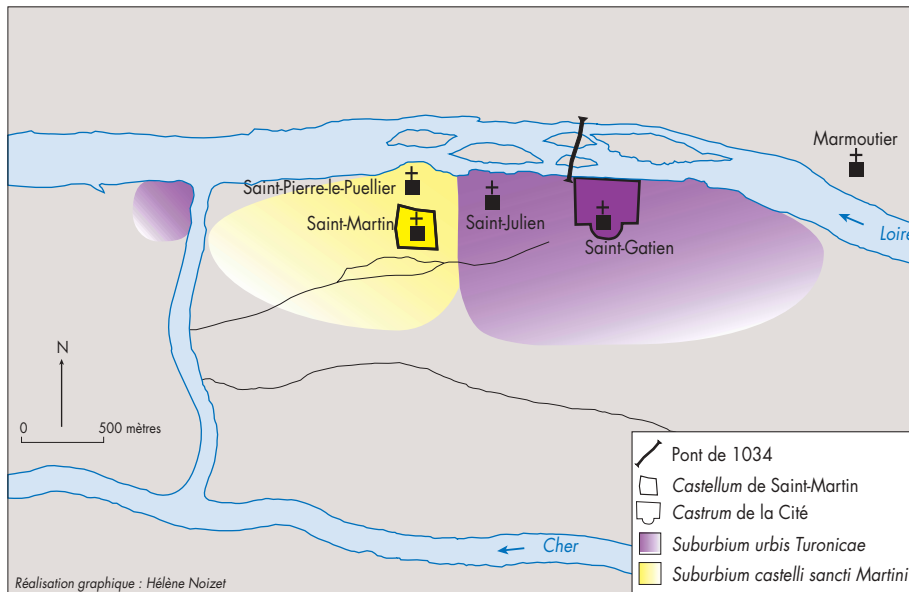 Marmoutier
Saint-Pierre-le-Puellier
Saint-Martin
Saint-Julien
Saint-Gatien
Loire
N
0 500 mètres
Cher
Pont de 1034
Castellum de Saint-Martin
Castrum de la Cité
Suburbium urbis Turonicae
Suburbium castelli sancti Martini
Réalisation graphique : Hélène Noizet